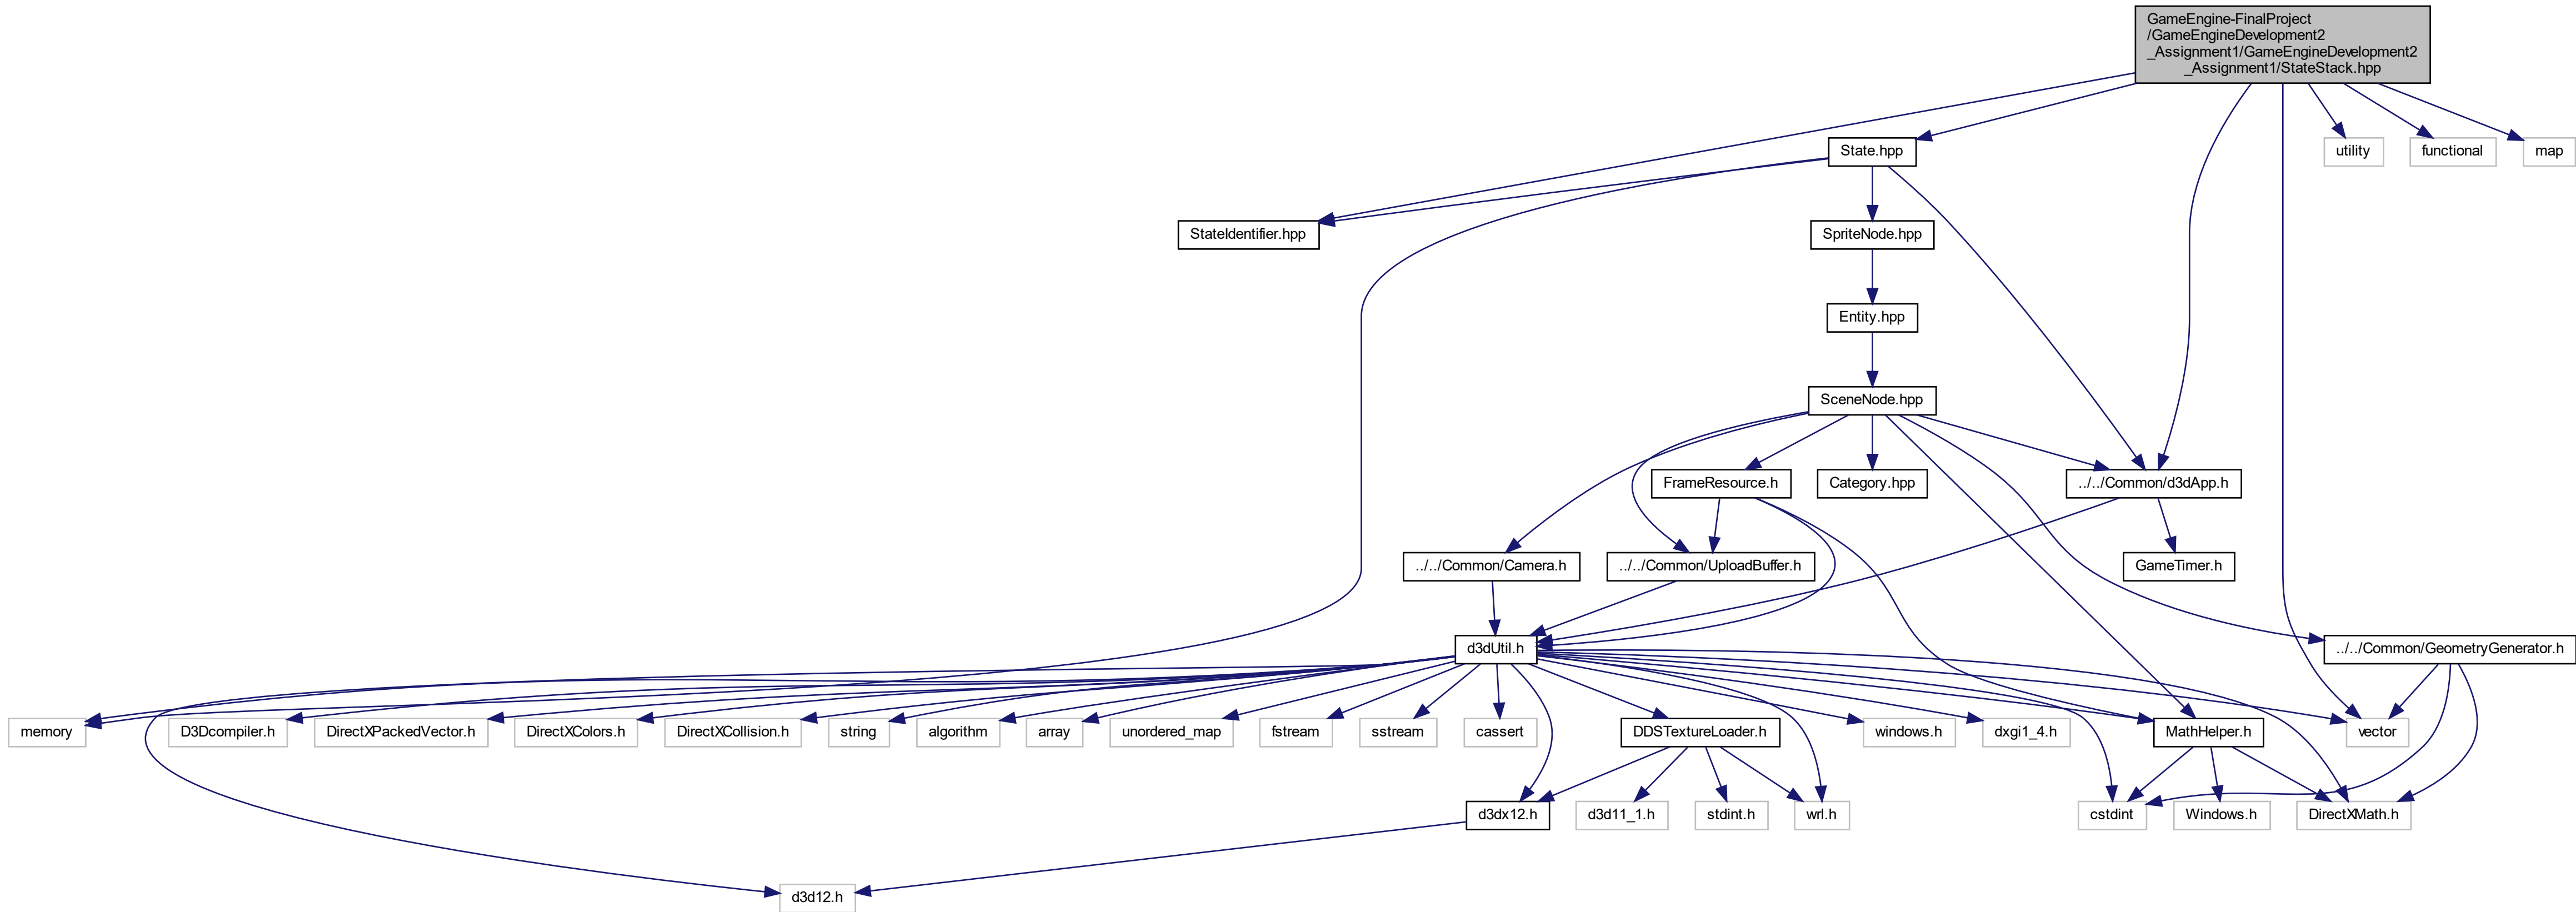 GameEngine-FinalProject
/GameEngineDevelopment2
_Assignment1/GameEngineDevelopment2
_Assignment1/StateStack.hpp
State.hpp
utility
functional
map
StateIdentifier.hpp
SpriteNode.hpp
Entity.hpp
SceneNode.hpp
FrameResource.h
Category.hpp
../../Common/d3dApp.h
../../Common/Camera.h
../../Common/UploadBuffer.h
GameTimer.h
d3dUtil.h
../../Common/GeometryGenerator.h
memory
D3Dcompiler.h
DirectXPackedVector.h
DirectXColors.h
DirectXCollision.h
string
algorithm
array
unordered_map
fstream
sstream
cassert
DDSTextureLoader.h
windows.h
dxgi1_4.h
MathHelper.h
vector
d3dx12.h
d3d11_1.h
stdint.h
wrl.h
cstdint
Windows.h
DirectXMath.h
d3d12.h